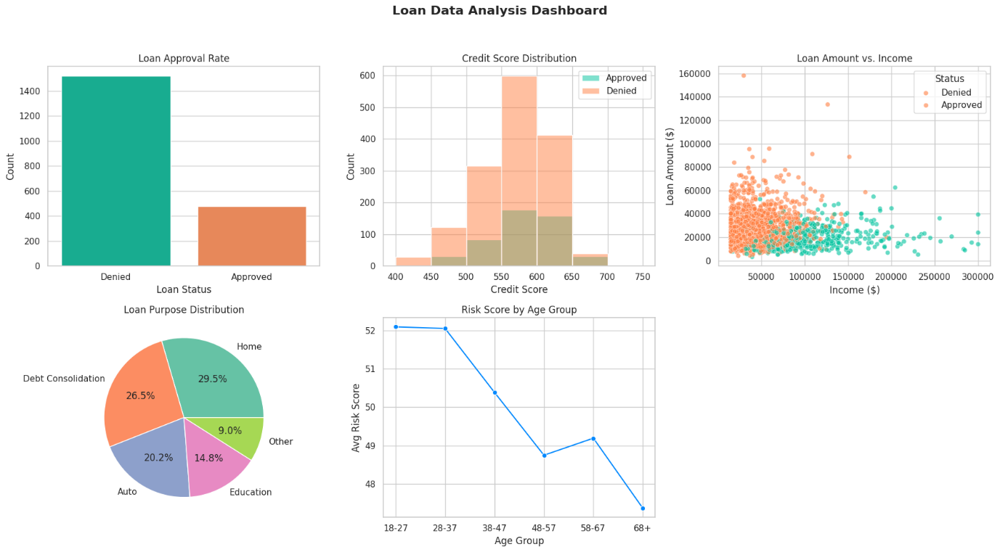 Loan Data Analysis Dashboard
Loan Approval Rate
1400
1200
1000
800
600
400
200
0
Count
Denied
Approved
Loan Status
Credit Score Distribution
600
500
400
300
200
100
0
Count
Approved
Denied
400 450 500 550 600 650 700 750
Credit Score
Loan Amount vs. Income
160000
140000
120000
100000
80000
60000
40000
20000
0
Loan Amount ($)
Status
Denied
Approved
50000 100000 150000 200000 250000 300000
Income ($)
Loan Purpose Distribution
Home
29.5%
Debt Consolidation
26.5%
Auto
20.2%
Education
14.8%
Other
9.0%
Risk Score by Age Group
52
51
50
49
48
Avg Risk Score
18-27 28-37 38-47 48-57 58-67 68+
Age Group